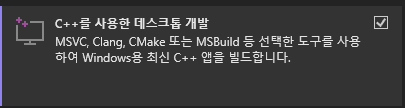 C++를 사용한 데스크톱 개발
MSVC, Clang, CMake 또는 MSBuild 등 선택한 도구를 사용
하여 Windows용 최신 C++ 앱을 빌드합니다.